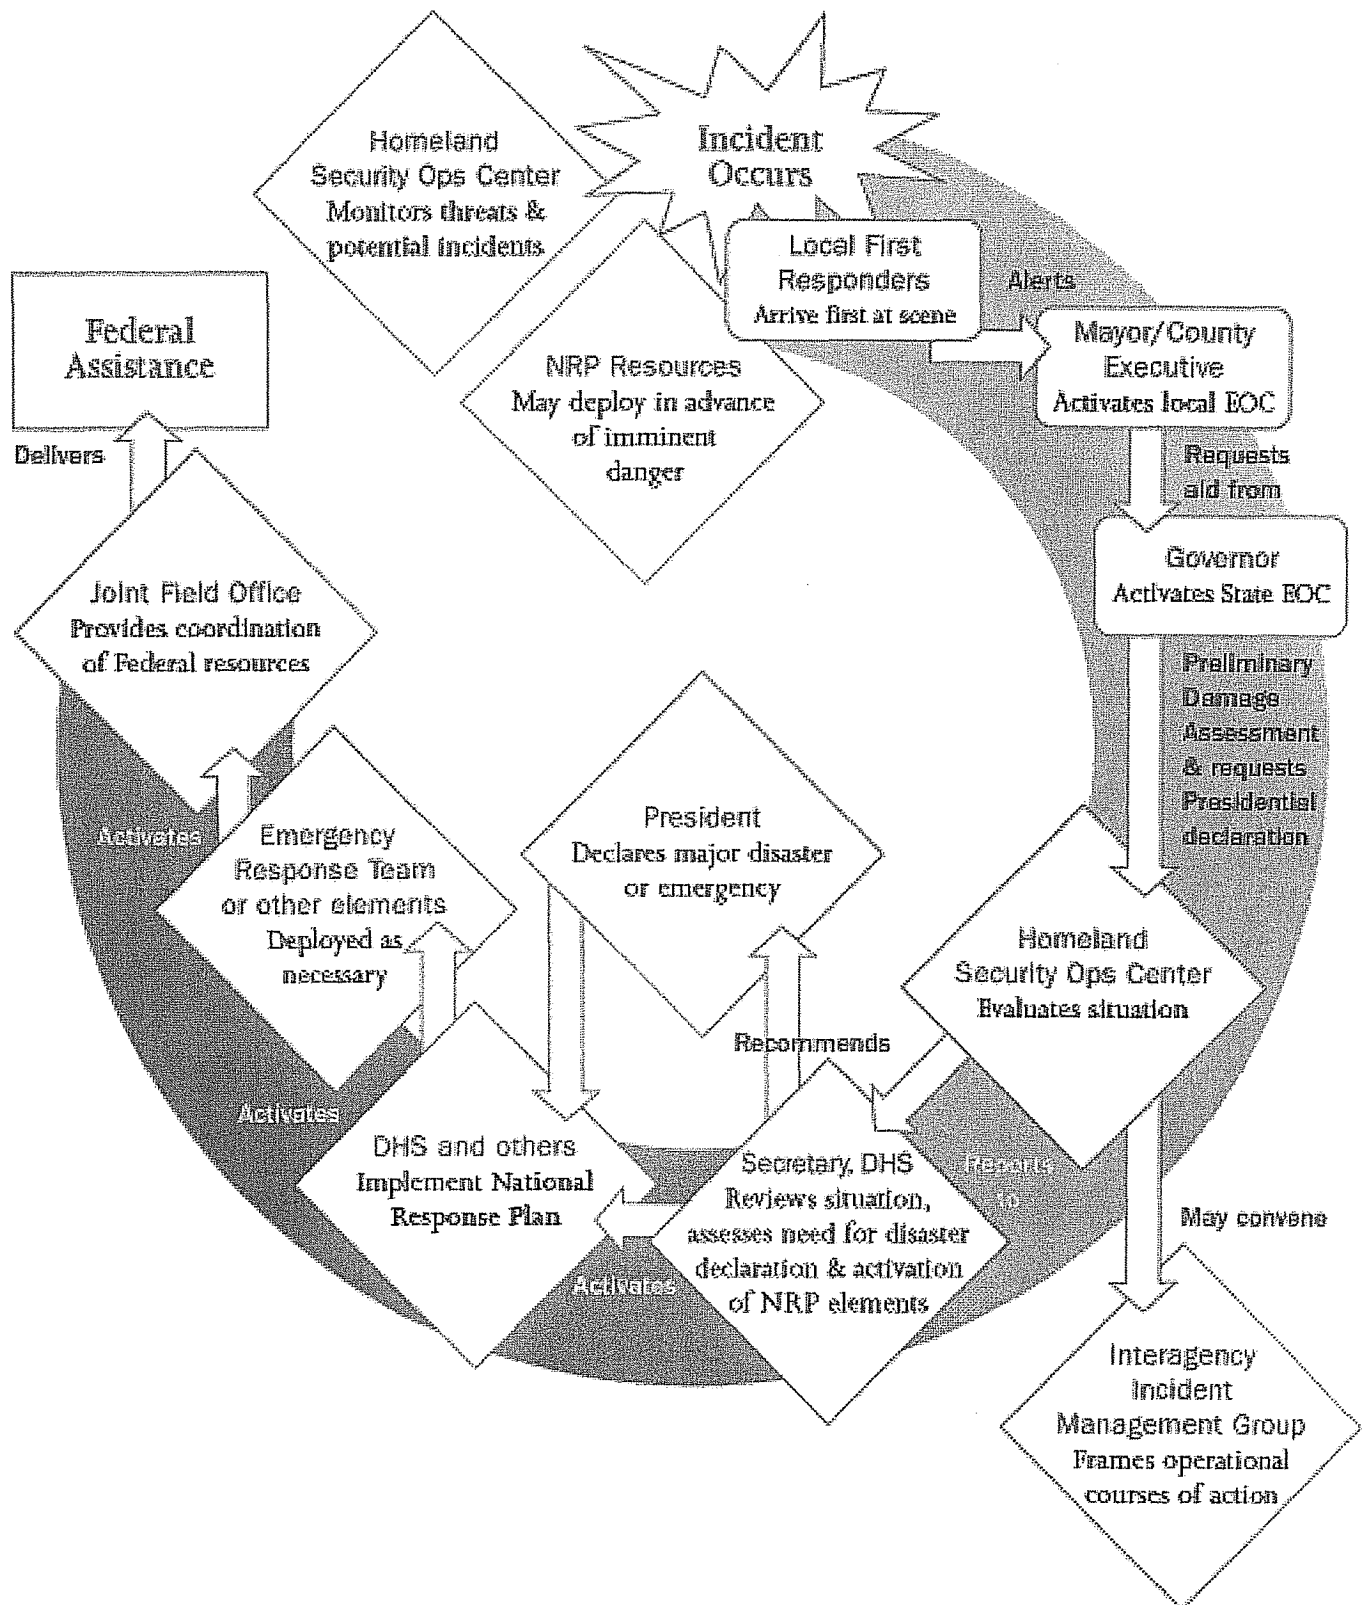 Incident
Occurs
Homeland
Security Ops Center
Monitors threats &
potential incidents
Local First
Responders
Arrive first at scene
Alerts
Mayor/County
Executive
Activates local EOC
NRP Resources
May deploy in advance
of imminent
danger
Federal
Assistance
Delivers
Requests
aid from
Governor
Activates State EOC
Joint Field Office
Provides coordination
of Federal resources
Preliminary
Damage
Assessment
& requests
Presidential
declaration
Activates
Emergency
Response Team
or other elements
Deployed as
necessary
President
Declares major disaster
or emergency
Homeland
Security Ops Center
Evaluates situation
Recommends
Activates
DHS and others
Implement National
Response Plan
Secretary, DHS
Reviews situation,
assesses need for disaster
declaration & activation
of NRP elements
Reports
to
May convene
Activates
Interagency
Incident
Management Group
Frames operational
courses of action